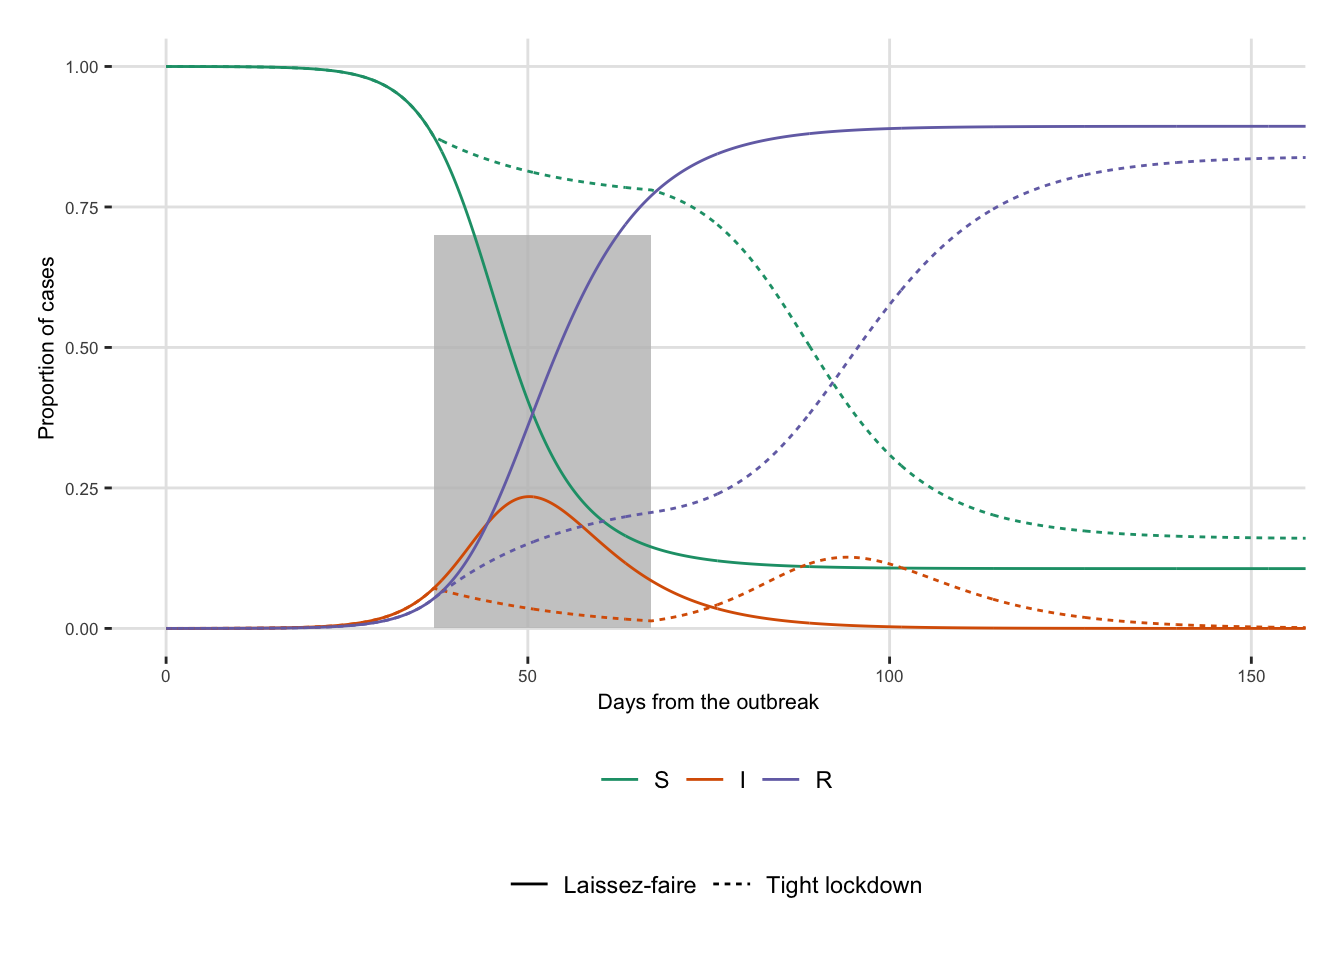 1.00
0.75
0.50
0.25
0.00
Proportion of cases
0 50 100 150
Days from the outbreak
S I R
Laissez-faire Tight lockdown